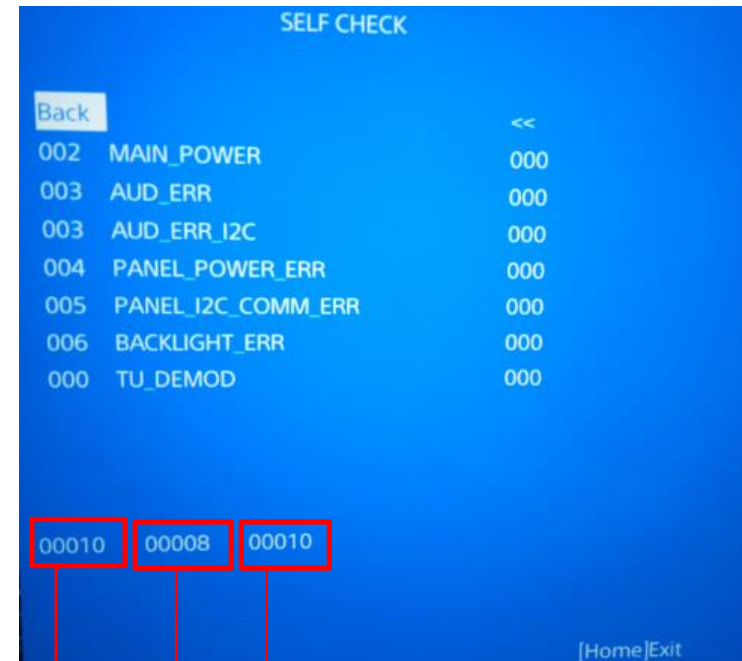 SELF CHECK
Back <<
002 MAIN_POWER 000
003 AUD_ERR 000
003 AUD_ERR_I2C 000
004 PANEL_POWER_ERR 000
005 PANEL_I2C_COMM_ERR 000
006 BACKLIGHT_ERR 000
000 TU_DEMOD 000
00010 00008 00010
[Home]Exit